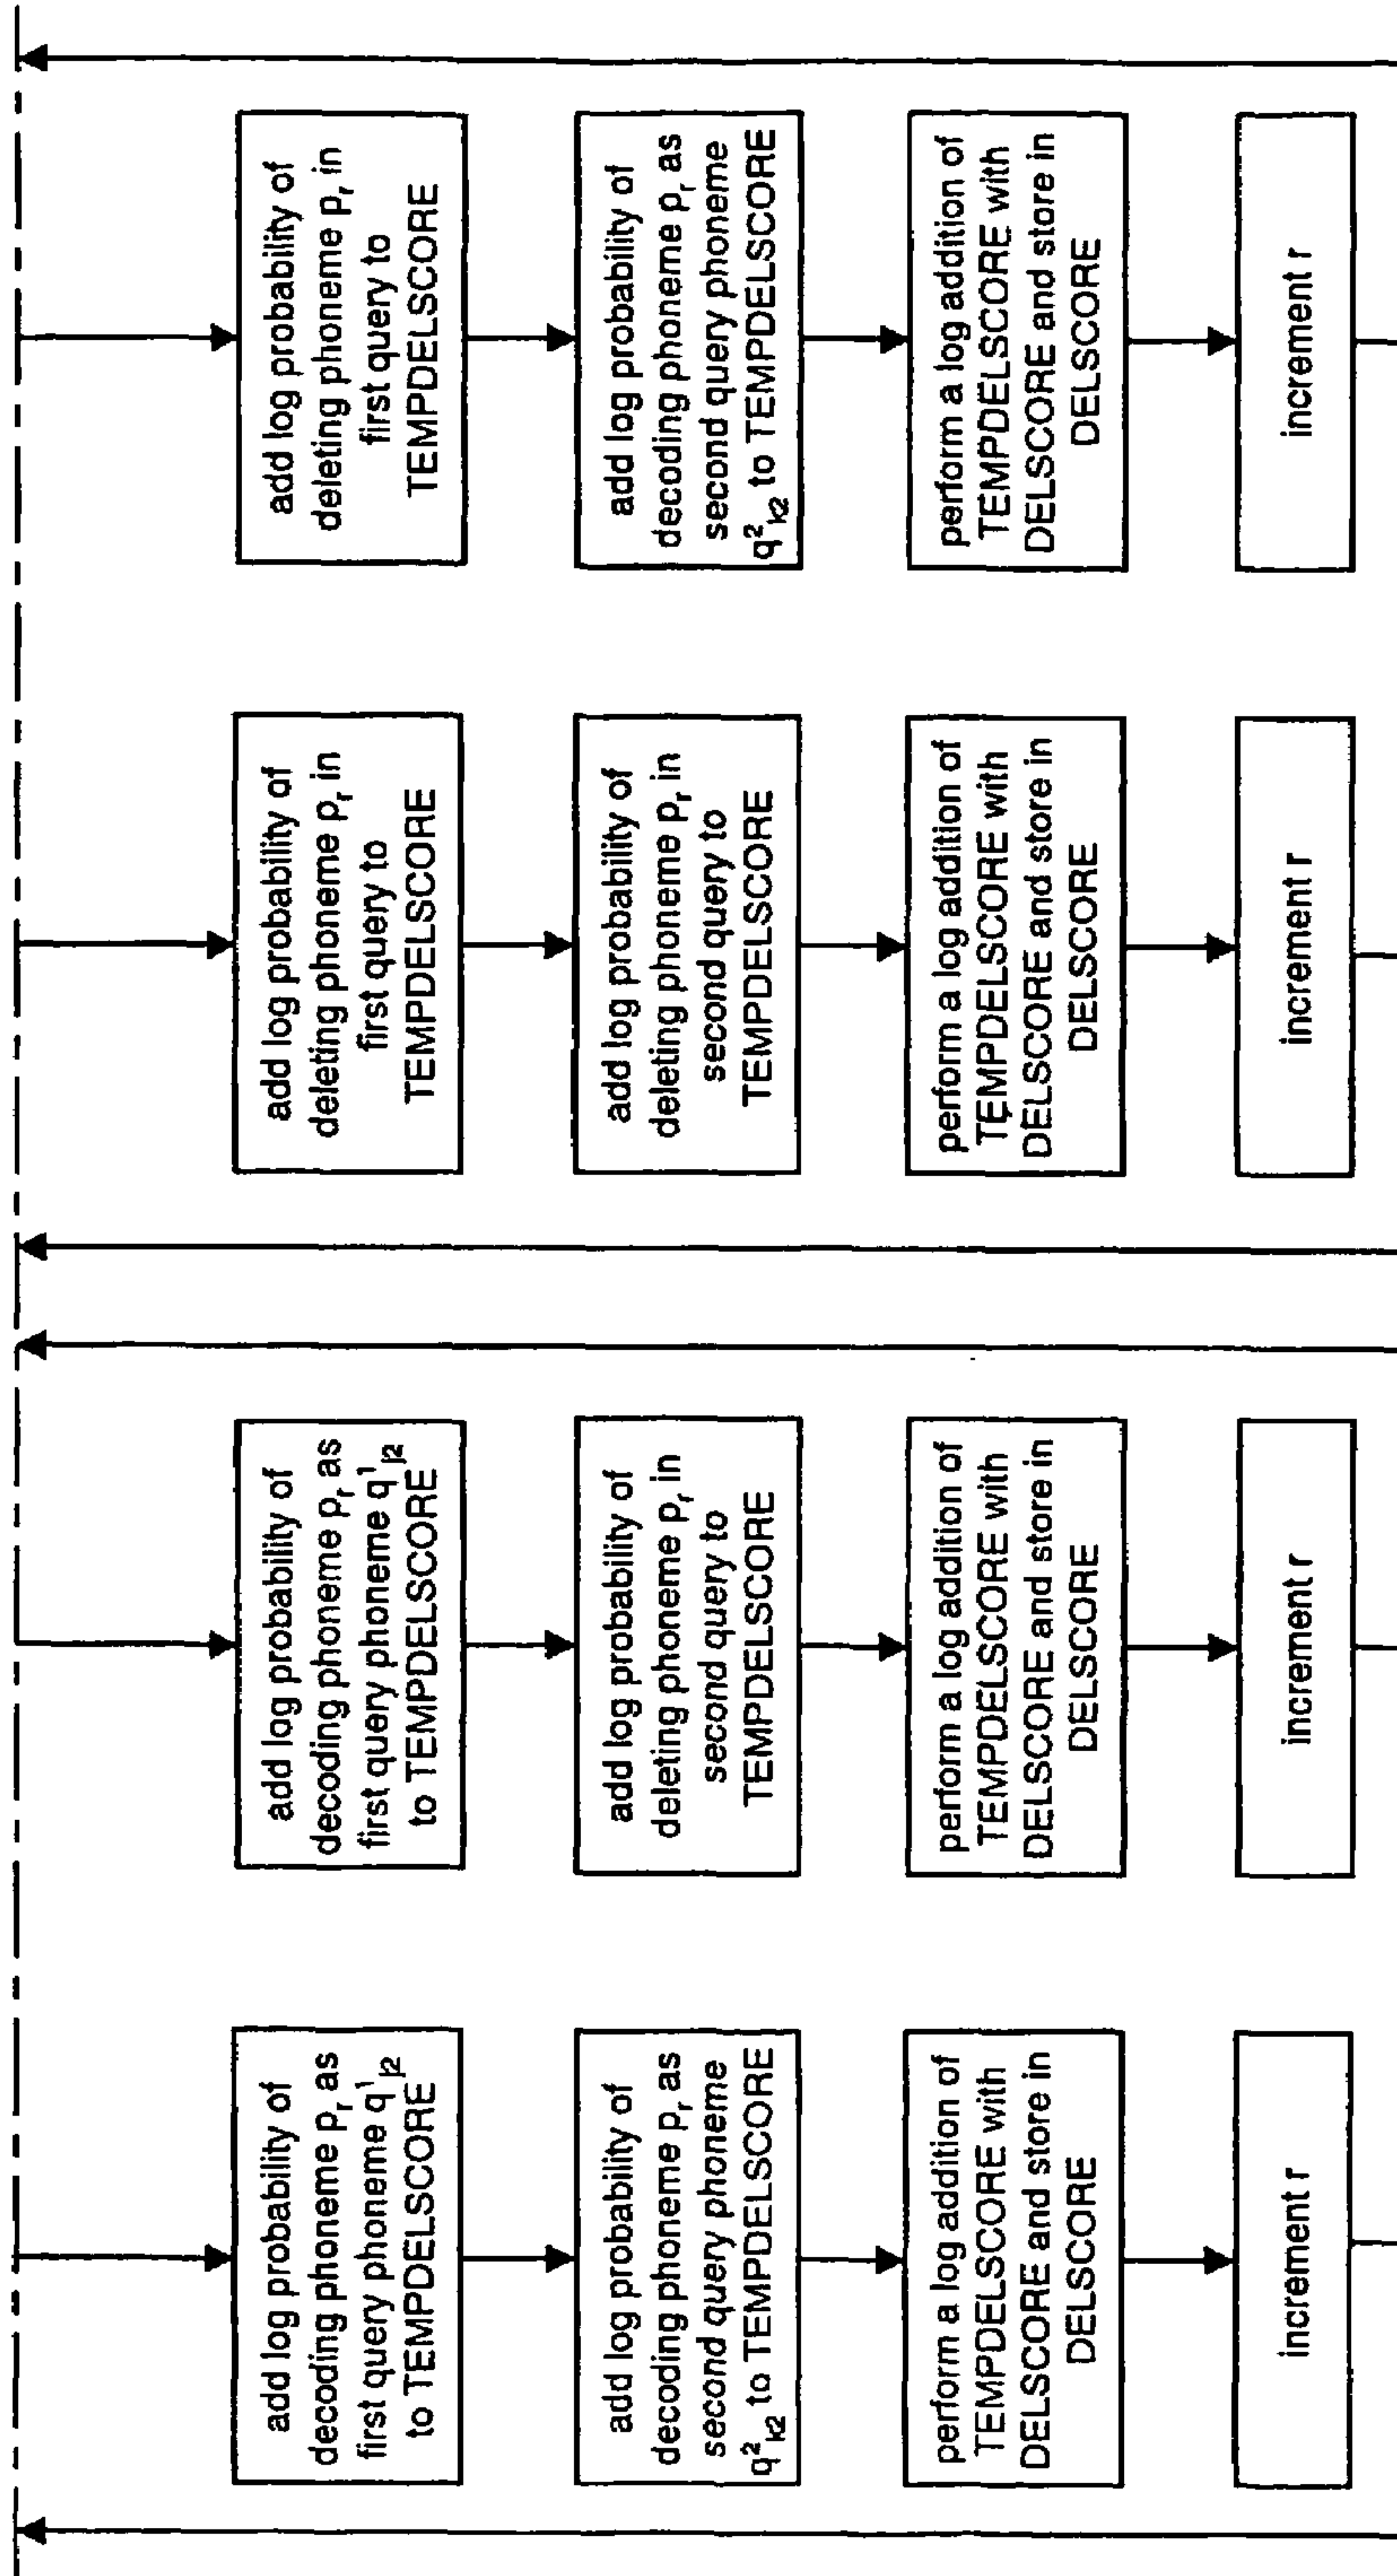 add log probability of
decoding phoneme pᵣ as
first query phoneme q¹ⱼ₂
to TEMPDELSCORE
add log probability of
decoding phoneme pᵣ as
first query phoneme q¹ⱼ₂
to TEMPDELSCORE
add log probability of
deleting phoneme pᵣ in
first query to
TEMPDELSCORE
add log probability of
deleting phoneme pᵣ in
first query to
TEMPDELSCORE
add log probability of
decoding phoneme pᵣ as
second query phoneme
q²ₖ₂ to TEMPDELSCORE
add log probability of
deleting phoneme pᵣ in
second query to
TEMPDELSCORE
add log probability of
deleting phoneme pᵣ in
second query to
TEMPDELSCORE
add log probability of
decoding phoneme pᵣ as
second query phoneme
q²ₖ₂ to TEMPDELSCORE
perform a log addition of
TEMPDELSCORE with
DELSCORE and store in
DELSCORE
perform a log addition of
TEMPDELSCORE with
DELSCORE and store in
DELSCORE
perform a log addition of
TEMPDELSCORE with
DELSCORE and store in
DELSCORE
perform a log addition of
TEMPDELSCORE with
DELSCORE and store in
DELSCORE
increment r
increment r
increment r
increment r